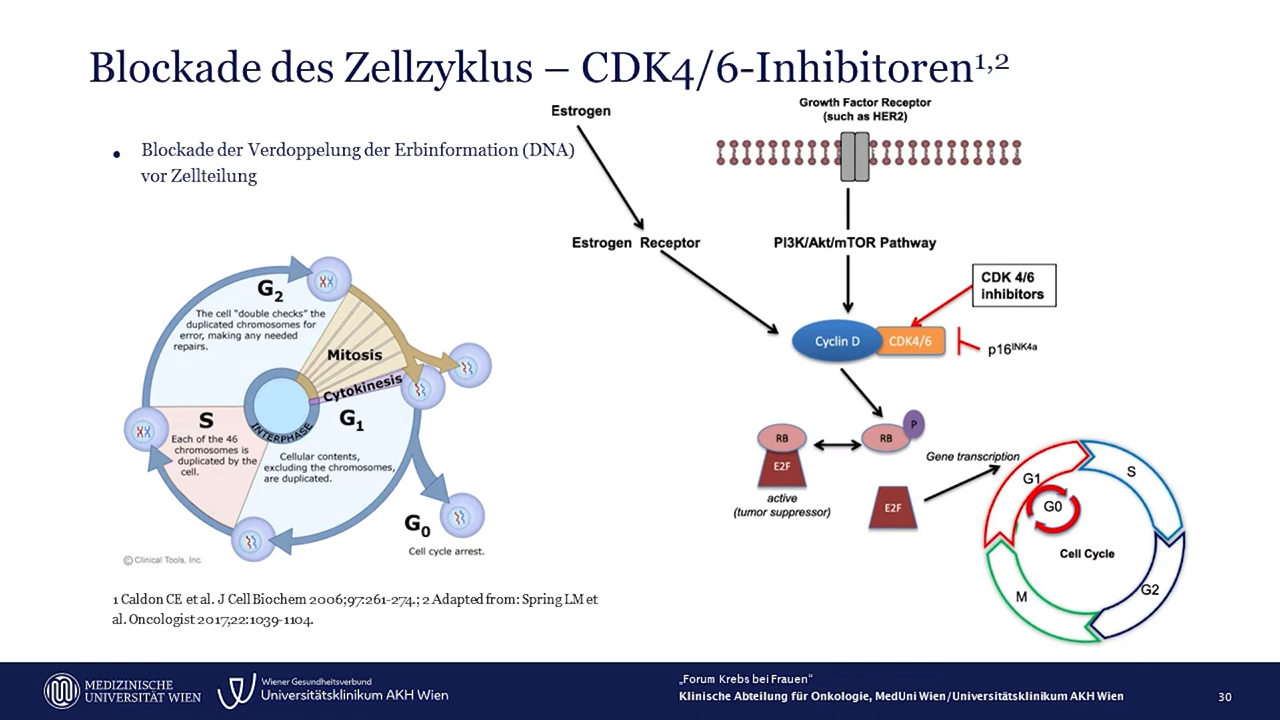 Blockade des Zellzyklus – CDK4/6-Inhibitoren1,2
• Blockade der Verdoppelung der Erbinformation (DNA)
vor Zellteilung
G2
The cell "double checks" the
duplicated chromosomes for
error, making any needed
repairs.
Mitosis
Cytokinesis
INTERPHASE
S
Each of the 46
chromosomes is
duplicated by the
cell.
G1
Cellular contents,
excluding the chromosomes,
are duplicated.
G0
Cell cycle arrest.
© Clinical Tools, Inc.
Estrogen
Growth Factor Receptor
(such as HER2)
Estrogen Receptor
PI3K/Akt/mTOR Pathway
CDK 4/6
inhibitors
Cyclin D
CDK4/6
p16INK4a
RB
E2F
active
(tumor suppressor)
RB
P
E2F
Gene transcription
G1
S
G0
Cell Cycle
M
G2
1 Caldon CE et al. J Cell Biochem 2006;97:261-274.; 2 Adapted from: Spring LM et
al. Oncologist 2017,22:1039-1104.
MEDIZINISCHE
UNIVERSITÄT WIEN
Wiener Gesundheitsverbund
Universitätsklinikum AKH Wien
„Forum Krebs bei Frauen“
Klinische Abteilung für Onkologie, MedUni Wien/Universitätsklinikum AKH Wien
30